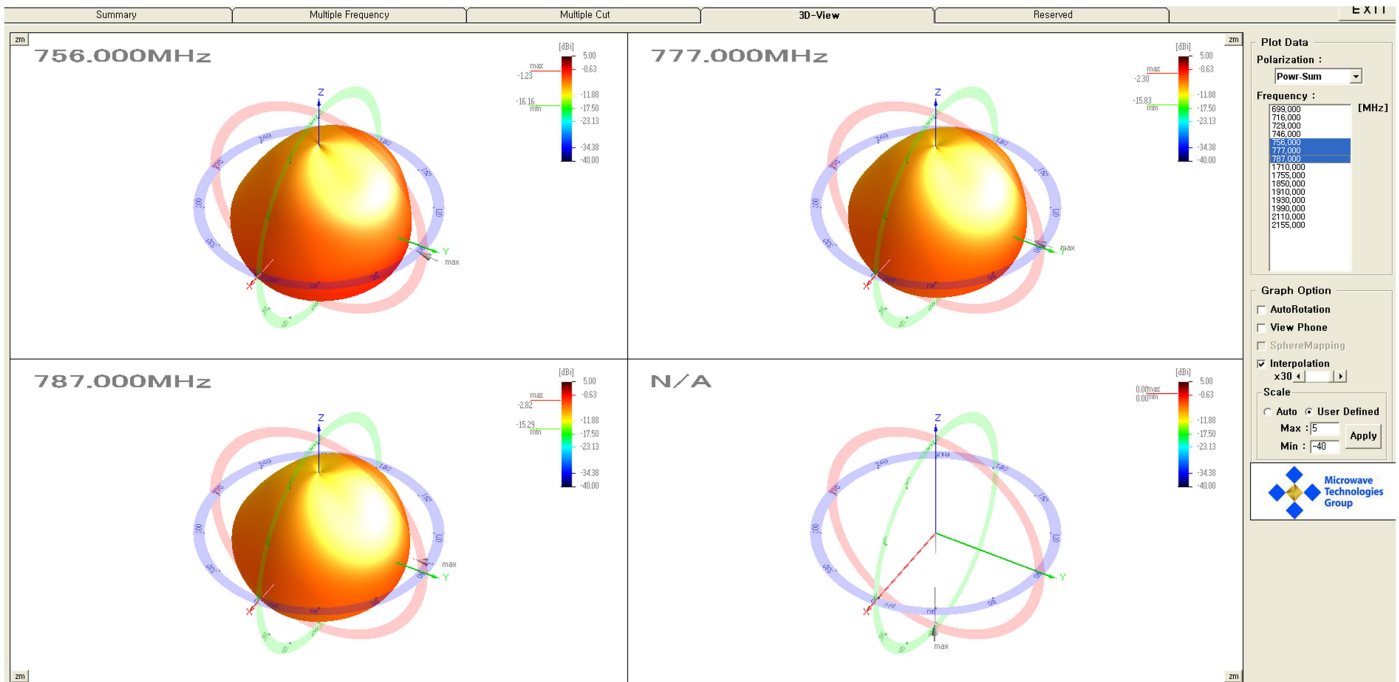 Summary
Multiple Frequency
Multiple Cut
3D-View
Reserved
EXIT
zm
756.000MHz
[dBi]
5.00
max
-0.63
-1.23
-11.88
-16.16
min
-17.50
-23.13
-34.38
-40.00
Z
X
Y
max
777.000MHz
zm
[dBi]
5.00
max
-0.63
-2.30
-11.88
-15.83
min
-17.50
-23.13
-34.38
-40.00
Z
X
Y
max
787.000MHz
[dBi]
5.00
max
-0.63
-2.82
-11.88
-15.29
min
-17.50
-23.13
-34.38
-40.00
Z
X
Y
max
zm
N/A
[dBi]
5.00
0.00 max
-0.63
0.00 min
-11.88
-17.50
-23.13
-34.38
-40.00
Z
210
X
Y
max
zm
Plot Data
Polarization :
Powr-Sum
Frequency :
[MHz]
699,000
716,000
729,000
746,000
756,000
777,000
787,000
1710,000
1755,000
1850,000
1910,000
1930,000
1990,000
2110,000
2155,000
Graph Option
AutoRotation
View Phone
SphereMapping
Interpolation
x30
Scale
Auto User Defined
Max : 5
Min : -40
Apply
Microwave
Technologies
Group